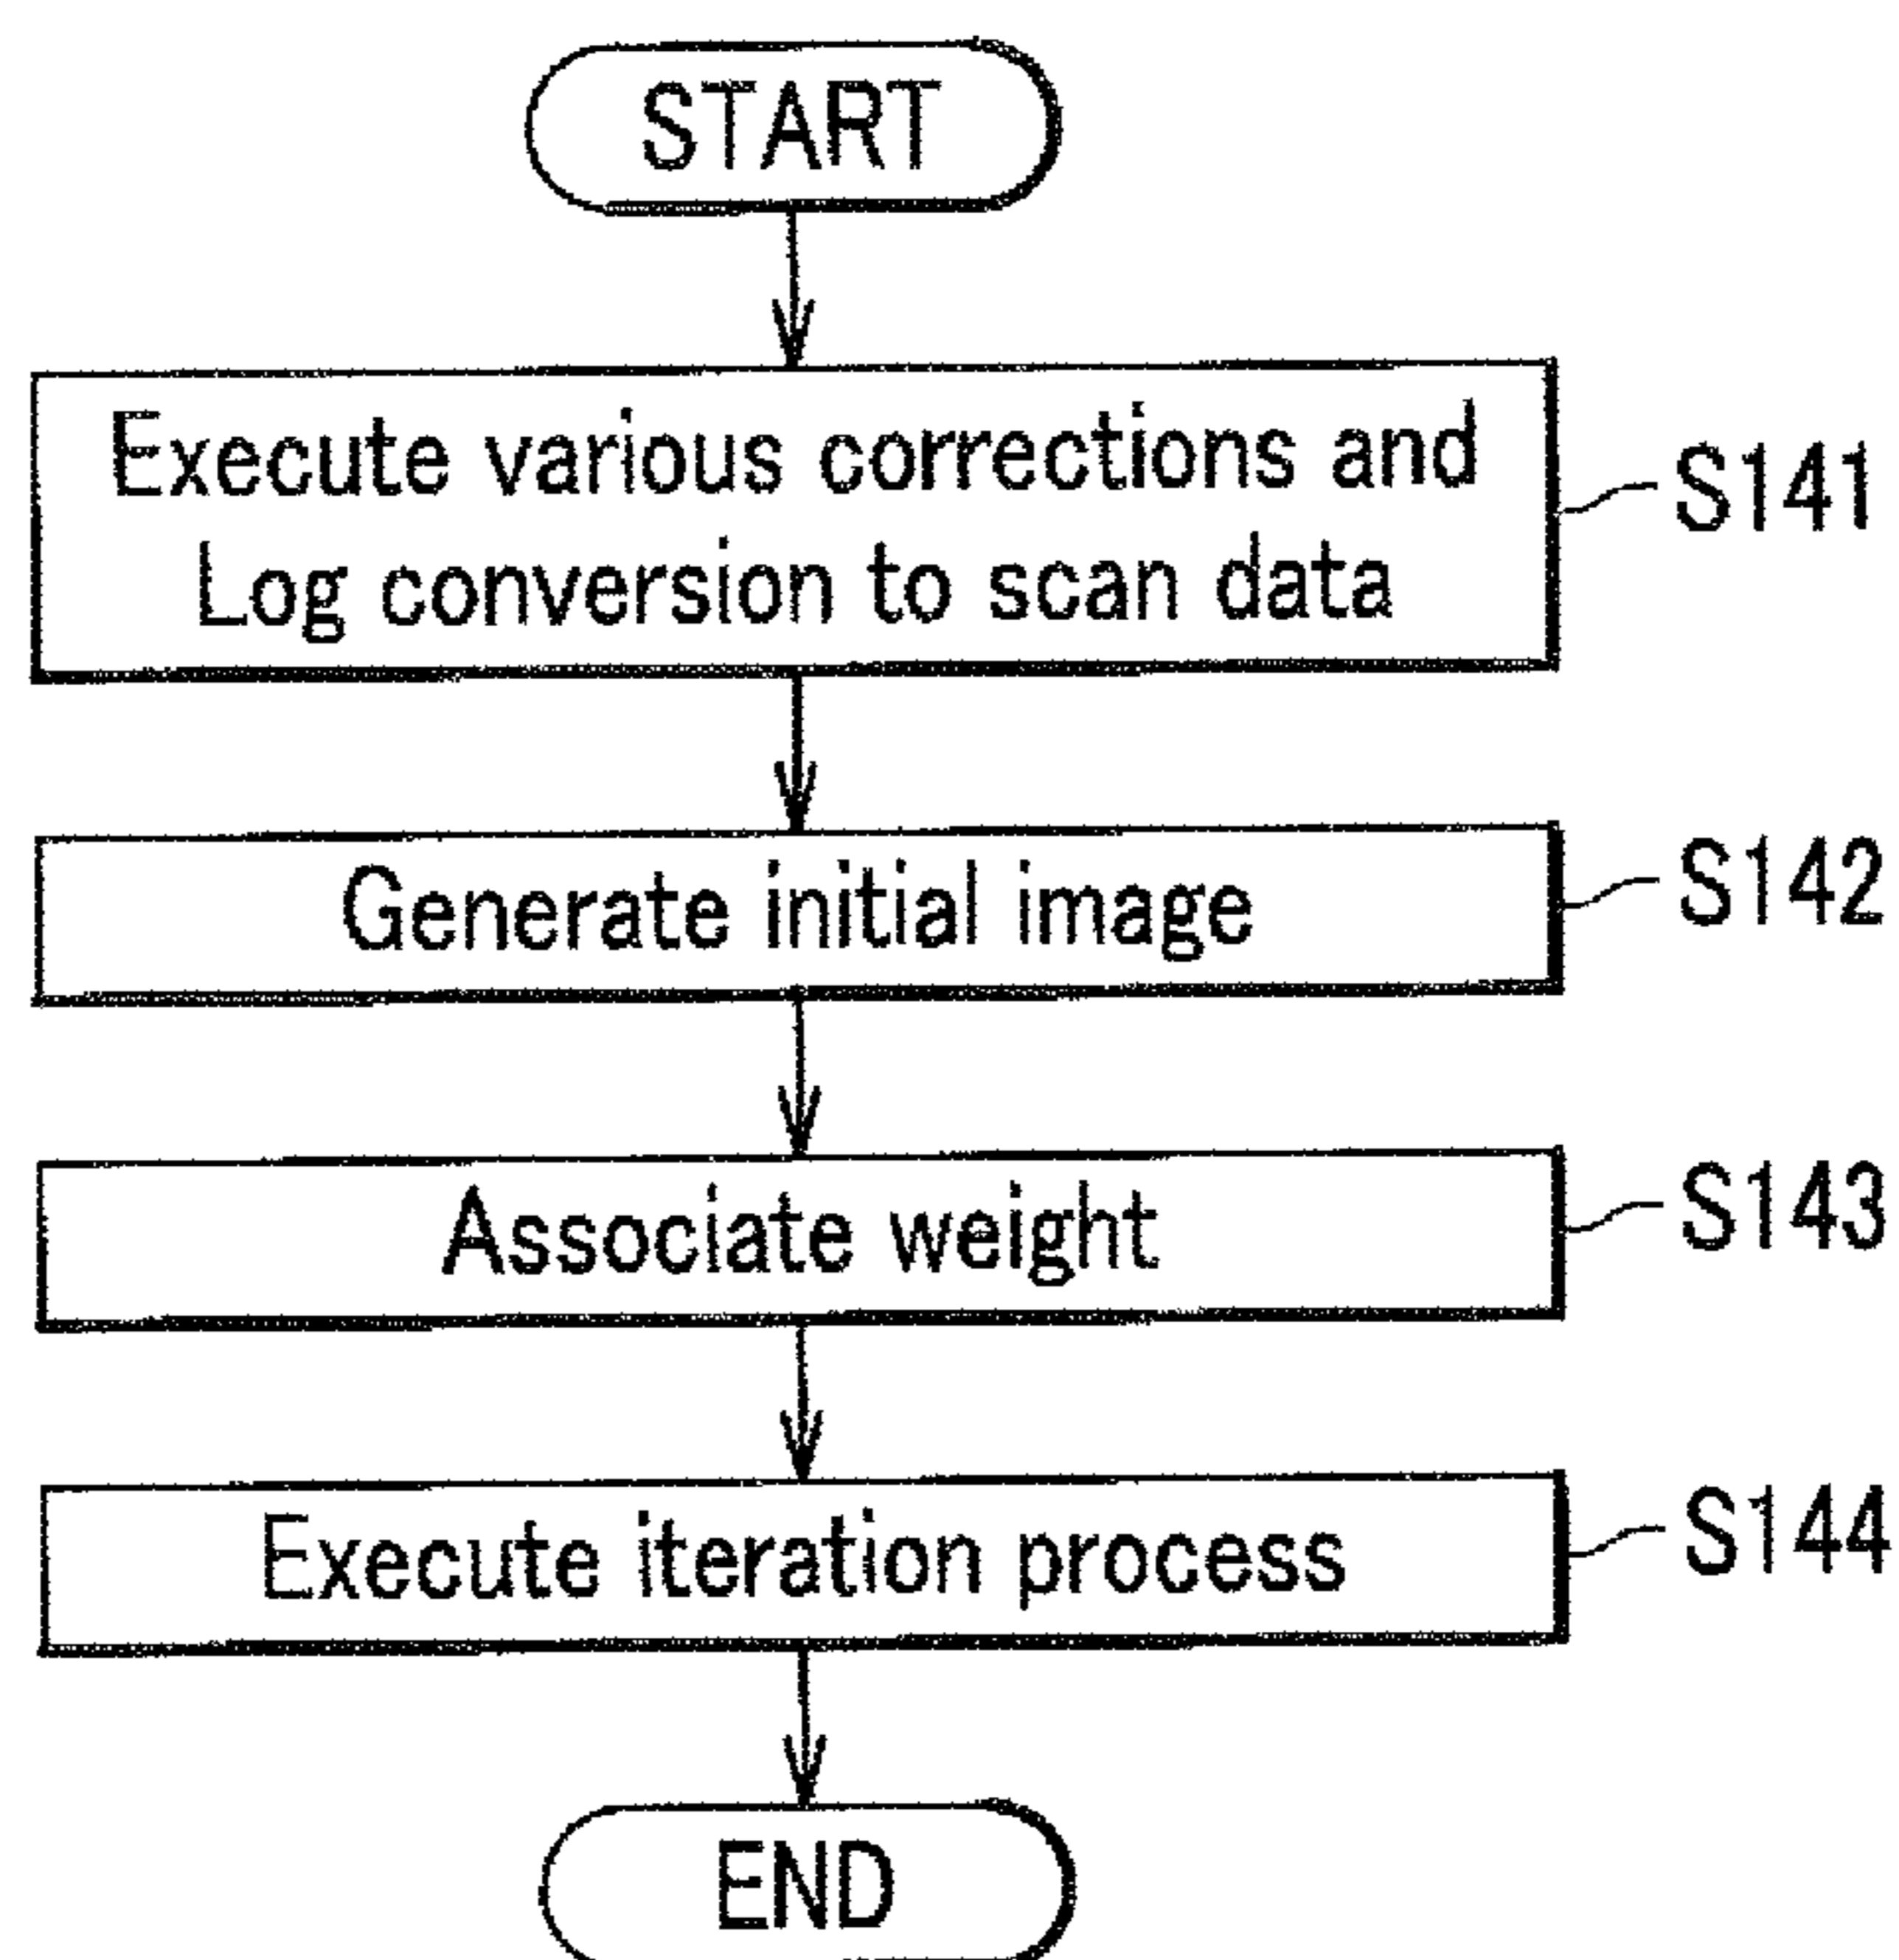 START
Execute various corrections and
Log conversion to scan data
S141
Generate initial image
S142
Associate weight
S143
Execute iteration process
S144
END